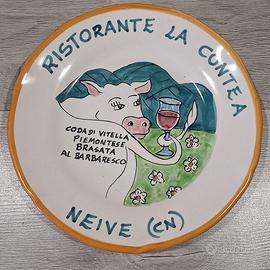 RISTORANTE LA CONTEA
CODA DI VITELLA
PIEMONTESE
BRASATA
AL BARBARESCO
NEIVE (CN)